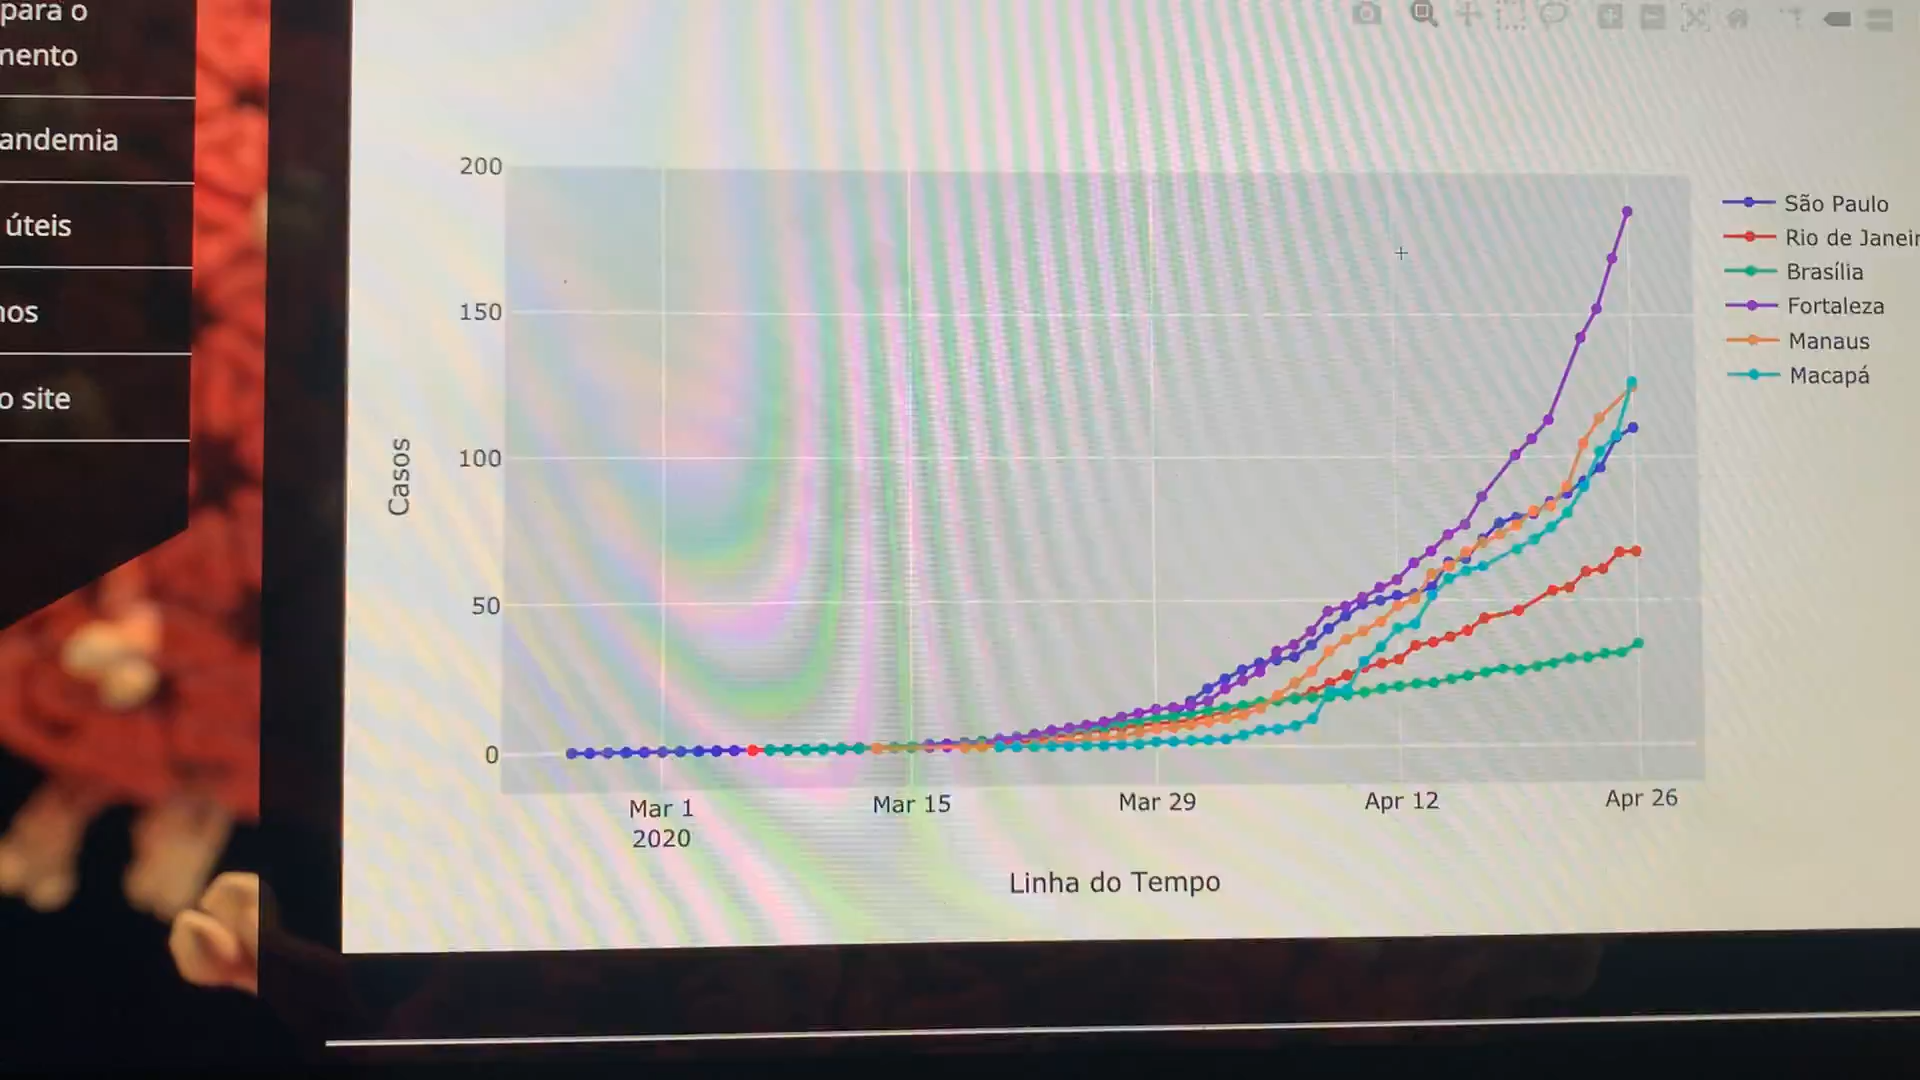 para o
mento
andemia
úteis
nos
o site
200
150
100
50
0
Casos
Mar 1
2020
Mar 15
Mar 29
Apr 12
Apr 26
Linha do Tempo
São Paulo
Rio de Janeir
Brasília
Fortaleza
Manaus
Macapá